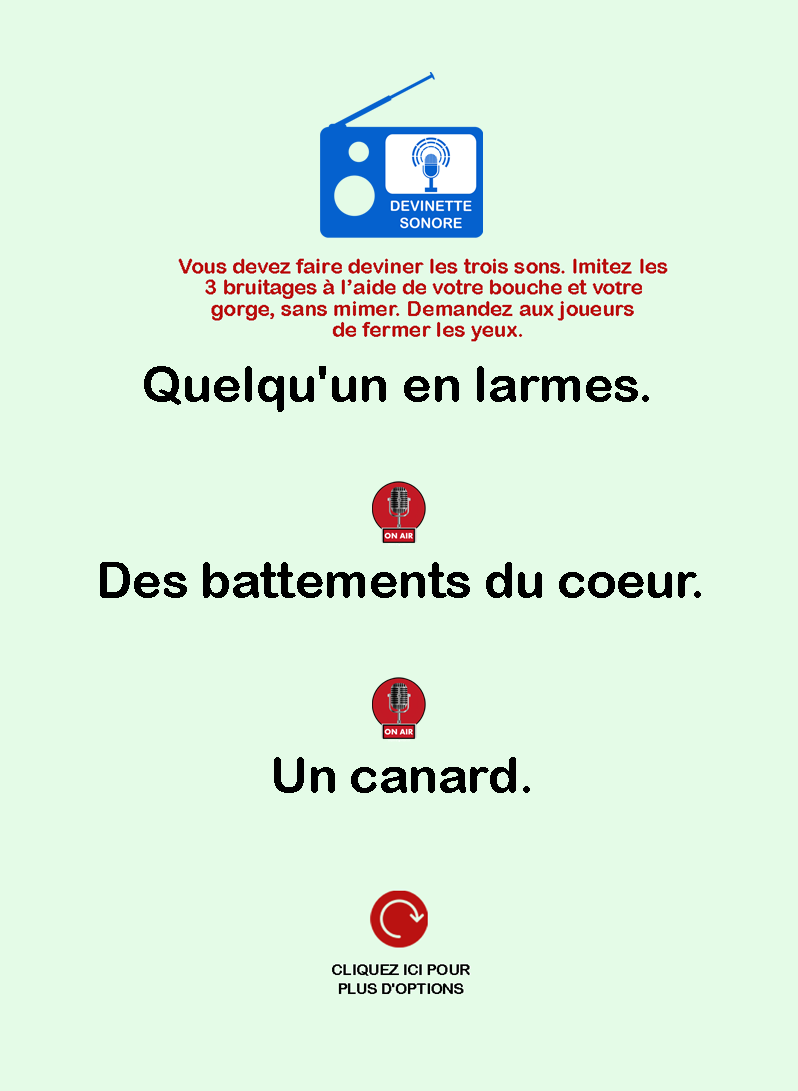 DEVINETTE
SONORE
Vous devez faire deviner les trois sons. Imitez les
3 bruitages à l’aide de votre bouche et votre
gorge, sans mimer. Demandez aux joueurs
de fermer les yeux.
Quelqu'un en larmes.
ON AIR
Des battements du coeur.
ON AIR
Un canard.
CLIQUEZ ICI POUR
PLUS D'OPTIONS